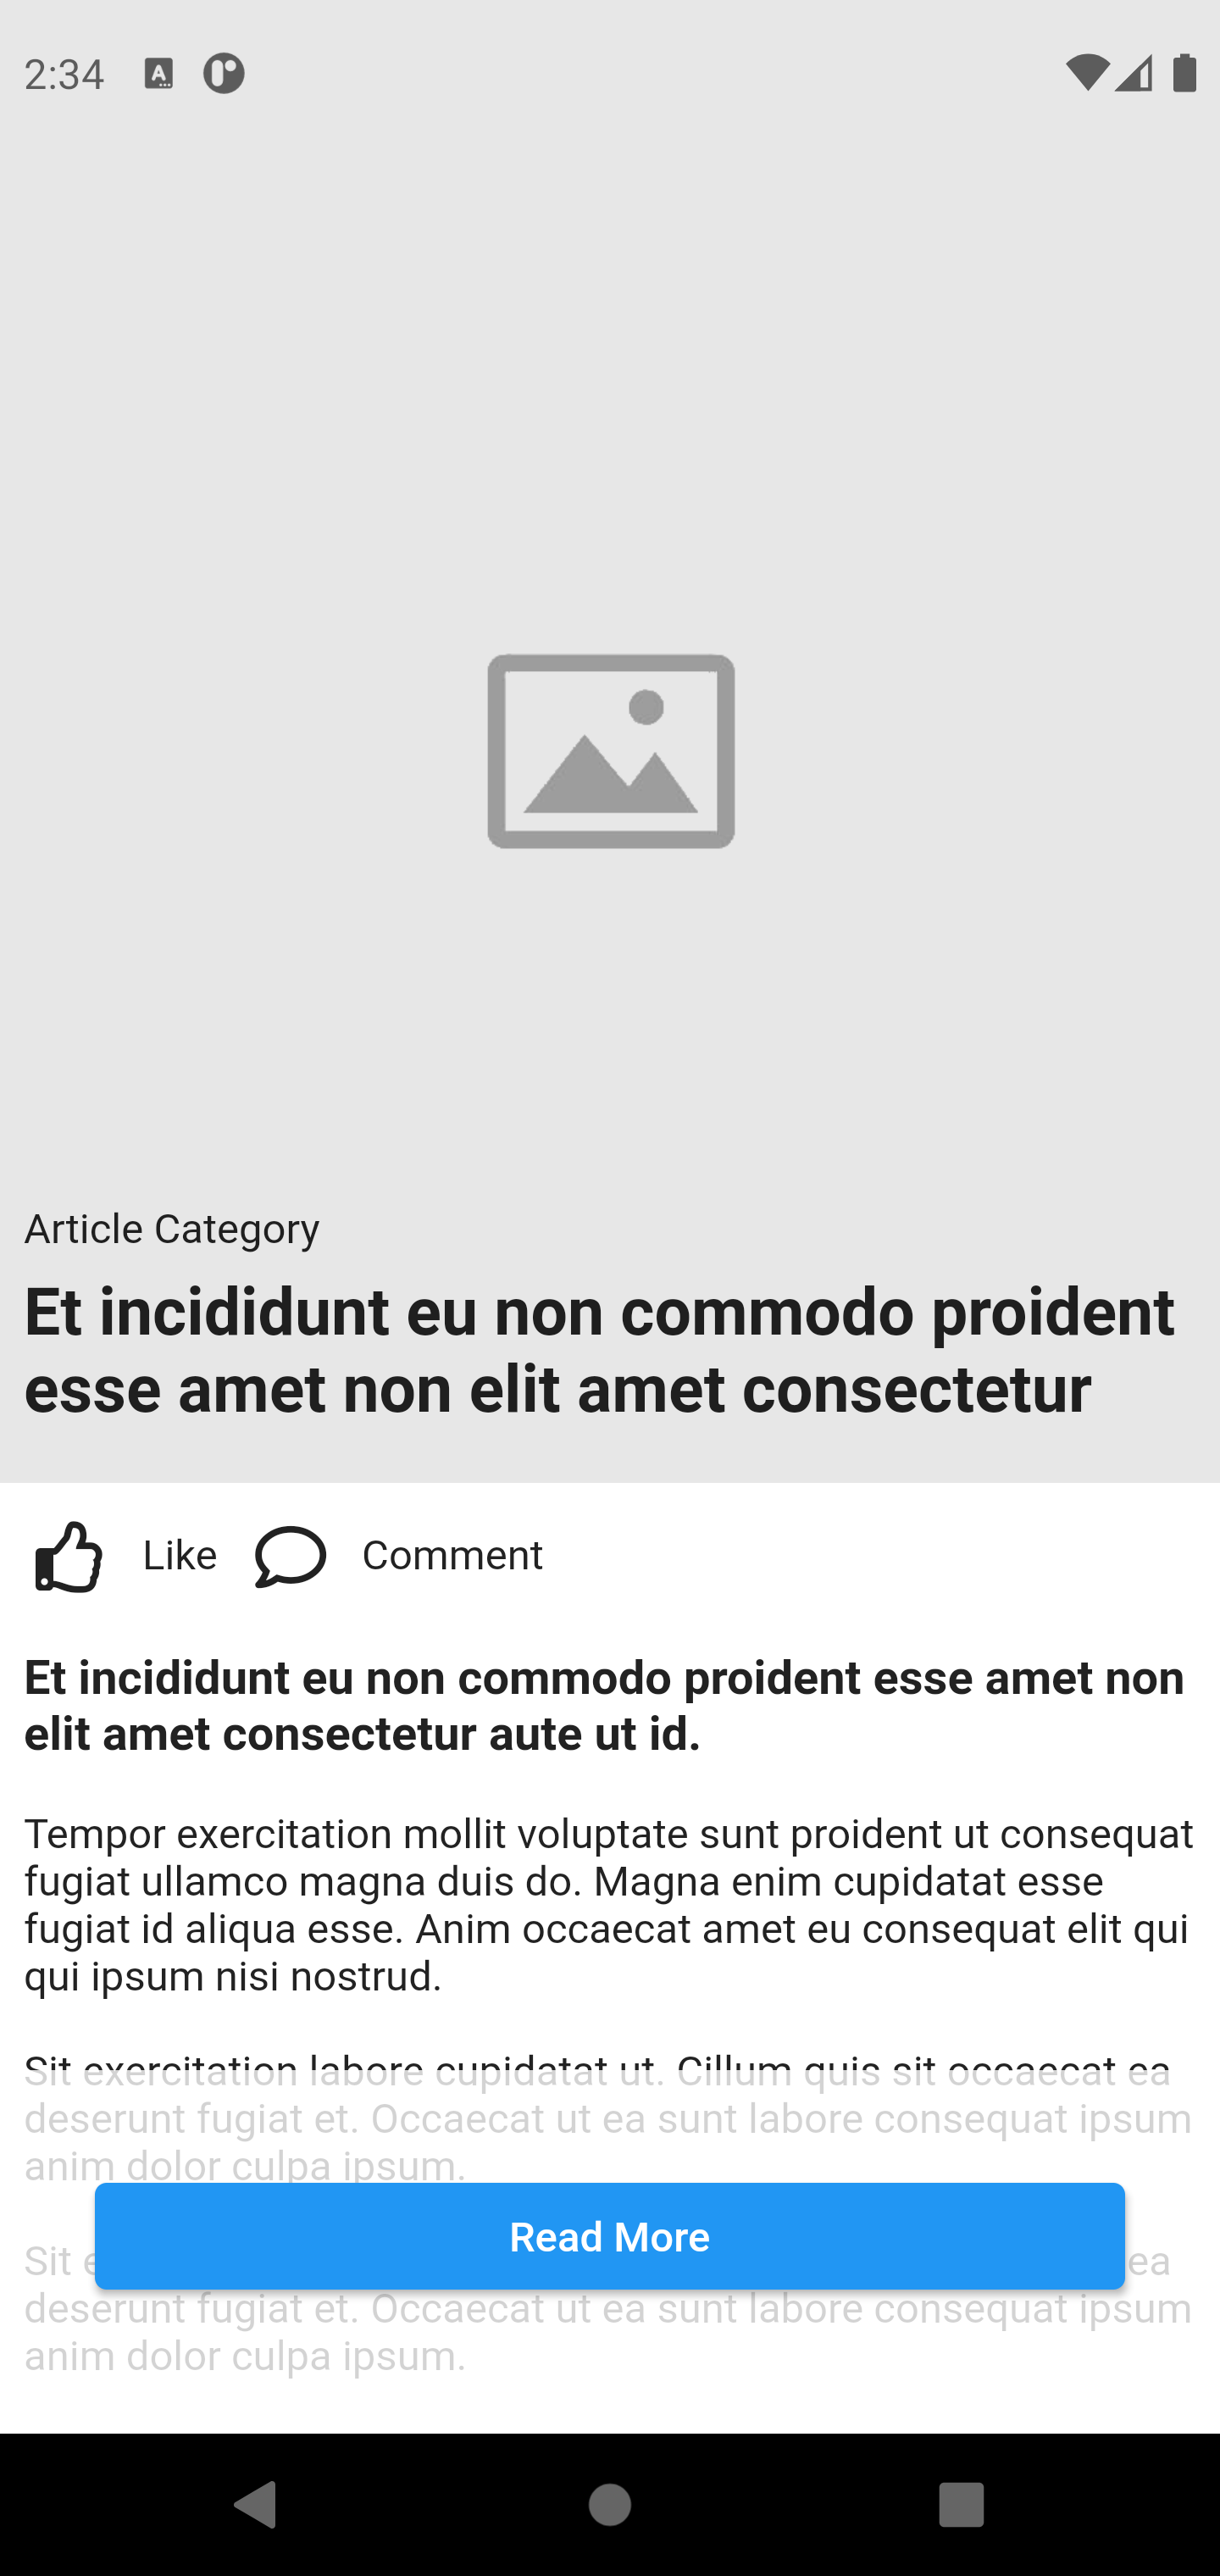 2:34
Article Category
Et incididunt eu non commodo proident
esse amet non elit amet consectetur
Like
Comment
Et incididunt eu non commodo proident esse amet non
elit amet consectetur aute ut id.
Tempor exercitation mollit voluptate sunt proident ut consequat
fugiat ullamco magna duis do. Magna enim cupidatat esse
fugiat id aliqua esse. Anim occaecat amet eu consequat elit qui
qui ipsum nisi nostrud.
Sit exercitation labore cupidatat ut. Cillum quis sit occaecat ea
deserunt fugiat et. Occaecat ut ea sunt labore consequat ipsum
anim dolor culpa ipsum.
Read More
Sit ea
deserunt fugiat et. Occaecat ut ea sunt labore consequat ipsum
anim dolor culpa ipsum.